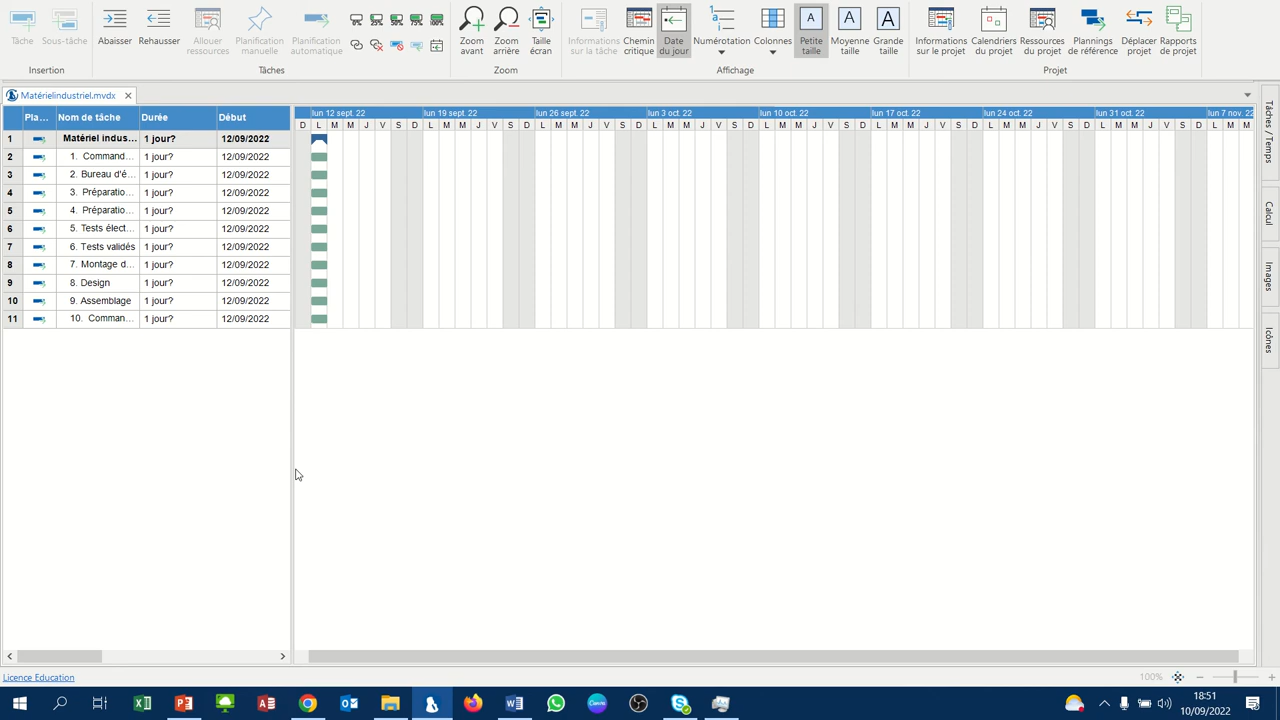 Tâche
Sous-tâche
Insertion
Abaisser
Rehausser
Allouer ressources
Planification manuelle
Planification automatique
Tâches
Zoom avant
Zoom arrière
Taille écran
Zoom
Informations sur la tâche
Chemin critique
Date du jour
Numérotation
Colonnes
Petite taille
Moyenne taille
Grande taille
Affichage
Informations sur le projet
Calendriers du projet
Ressources du projet
Plannings de référence
Déplacer projet
Rapports de projet
Projet
Matérielindustriel.mvdx
Pla... Nom de tâche Durée Début
lun 12 sept. 22 lun 19 sept. 22 lun 26 sept. 22 lun 3 oct. 22 lun 10 oct. 22 lun 17 oct. 22 lun 24 oct. 22 lun 31 oct. 22 lun 7 nov. 22
D L M M J V S D L M M J V S D L M M J V S D L M M J V S D L M M J V S D L M M J V S D L M M J V S D L M M J V S D L M M
1 Matériel indus... 1 jour? 12/09/2022
2 1. Command... 1 jour? 12/09/2022
3 2. Bureau d'é... 1 jour? 12/09/2022
4 3. Préparatio... 1 jour? 12/09/2022
5 4. Préparatio... 1 jour? 12/09/2022
6 5. Tests élect... 1 jour? 12/09/2022
7 6. Tests validés 1 jour? 12/09/2022
8 7. Montage d... 1 jour? 12/09/2022
9 8. Design 1 jour? 12/09/2022
10 9. Assemblage 1 jour? 12/09/2022
11 10. Comman... 1 jour? 12/09/2022
Tâches / Temps
Calcul
Images
Icônes
Licence Education
100%
18:51
10/09/2022